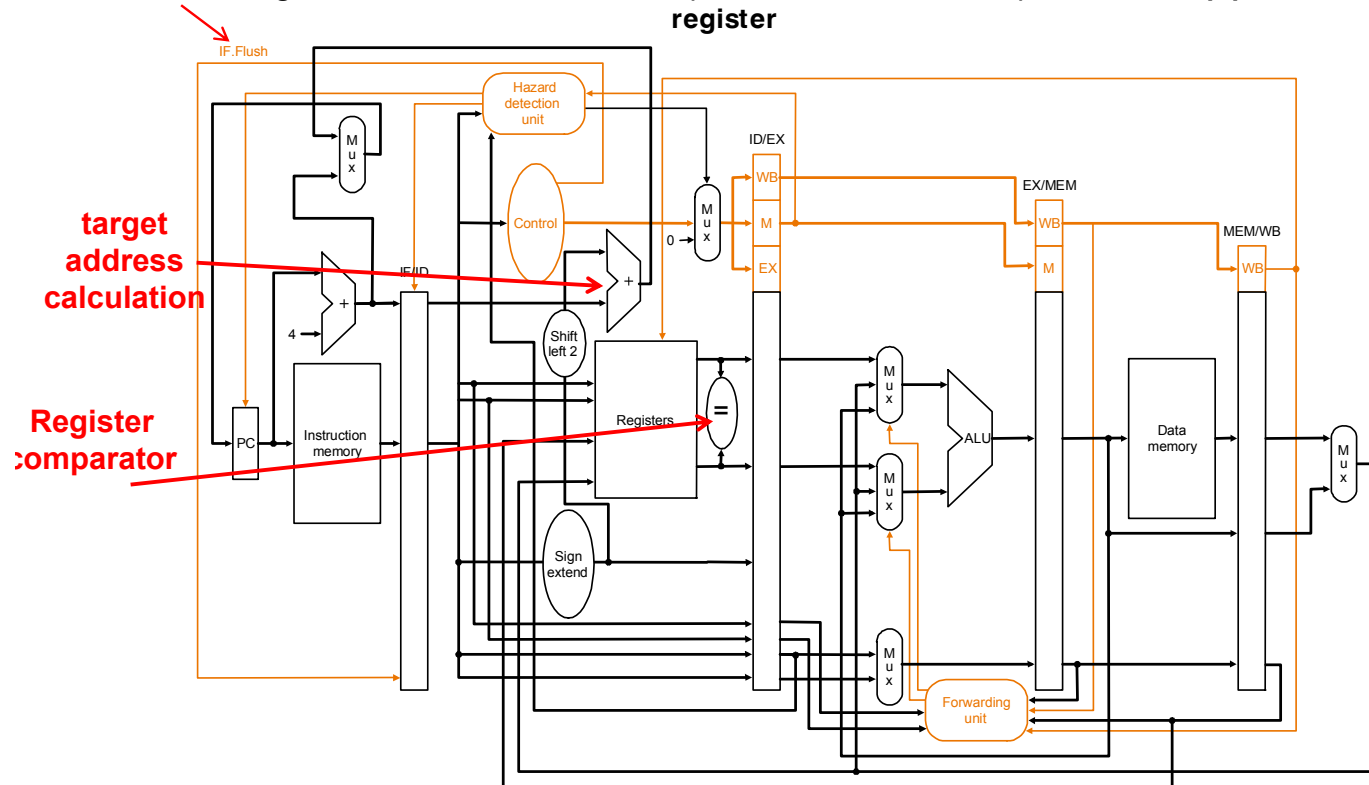 register
IF.Flush
Hazard
detection
unit
M
u
x
ID/EX
WB
EX/MEM
Control
M
u
x
M
WB
MEM/WB
target
address
calculation
0
EX
M
WB
IF/ID
+
+
4
Shift
left 2
M
u
x
Registers
=
Register
comparator
PC
Instruction
memory
ALU
Data
memory
M
u
x
M
u
x
Sign
extend
M
u
x
Forwarding
unit